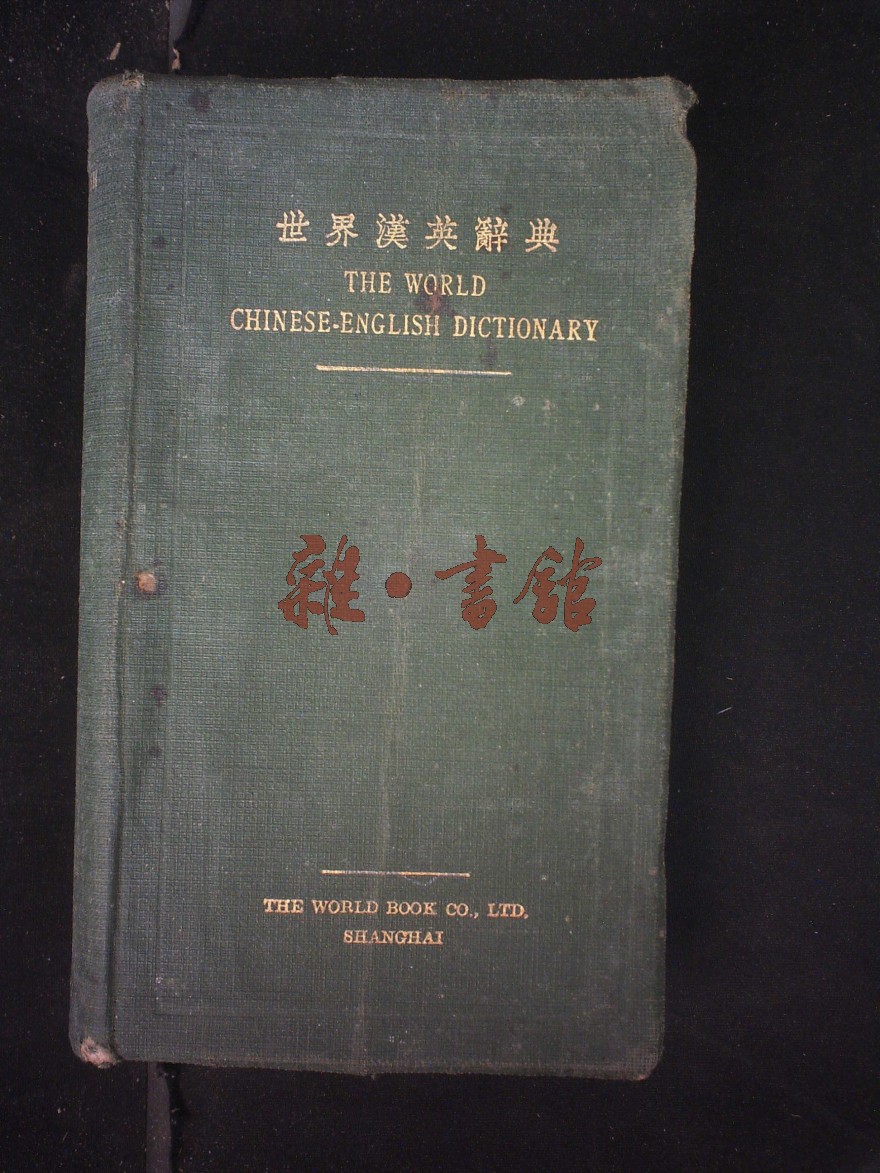 世界漢英辭典
THE WORLD
CHINESE-ENGLISH DICTIONARY
雜·書館
THE WORLD BOOK CO., LTD.
SHANGHAI